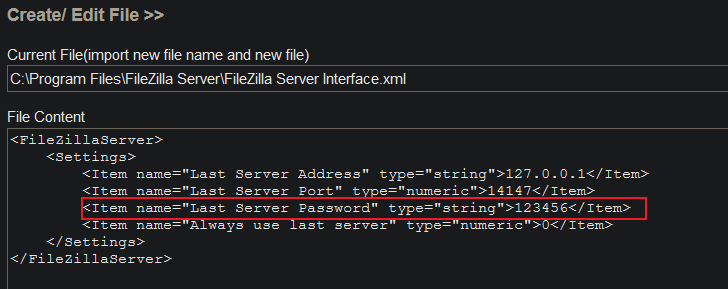 Create/ Edit File >>
Current File(import new file name and new file)
C:\Program Files\FileZilla Server\FileZilla Server Interface.xml
File Content
<FileZillaServer>
    <Settings>
        <Item name="Last Server Address" type="string">127.0.0.1</Item>
        <Item name="Last Server Port" type="numeric">14147</Item>
        <Item name="Last Server Password" type="string">123456</Item>
        <Item name="Always use last server" type="numeric">0</Item>
    </Settings>
</FileZillaServer>